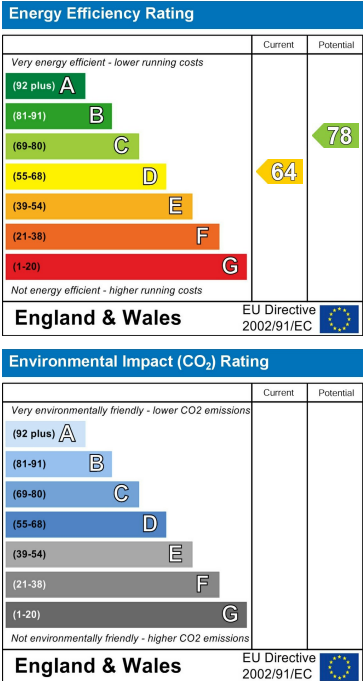 Energy Efficiency Rating
Current Potential
Very energy efficient - lower running costs
(92 plus) A
(81-91) B
(69-80) C
(55-68) D
(39-54) E
(21-38) F
(1-20) G
64
78
Not energy efficient - higher running costs
England & Wales
EU Directive
2002/91/EC
Environmental Impact (CO₂) Rating
Current Potential
Very environmentally friendly - lower CO2 emissions
(92 plus) A
(81-91) B
(69-80) C
(55-68) D
(39-54) E
(21-38) F
(1-20) G
Not environmentally friendly - higher CO2 emissions
England & Wales
EU Directive
2002/91/EC